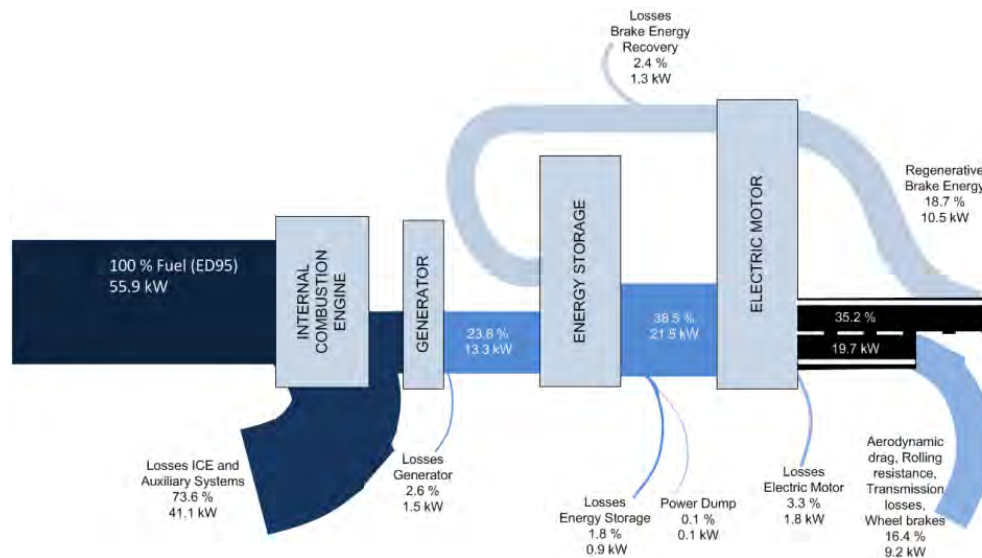 Losses
Brake Energy
Recovery
2.4 %
1.3 kW
Regenerative
Brake Energy
18.7 %
10.5 kW
100 % Fuel (ED95)
55.9 kW
INTERNAL
COMBUSTION
ENGINE
GENERATOR
23.8 %
13.3 kW
ENERGY STORAGE
38.5 %
21.5 kW
ELECTRIC MOTOR
35.2 %
19.7 kW
Losses ICE and
Auxiliary Systems
73.6 %
41.1 kW
Losses
Generator
2.6 %
1.5 kW
Losses
Energy Storage
1.8 %
0.9 kW
Power Dump
0.1 %
0.1 kW
Losses
Electric Motor
3.3 %
1.8 kW
Aerodynamic
drag, Rolling
resistance,
Transmission
losses,
Wheel brakes
16.4 %
9.2 kW